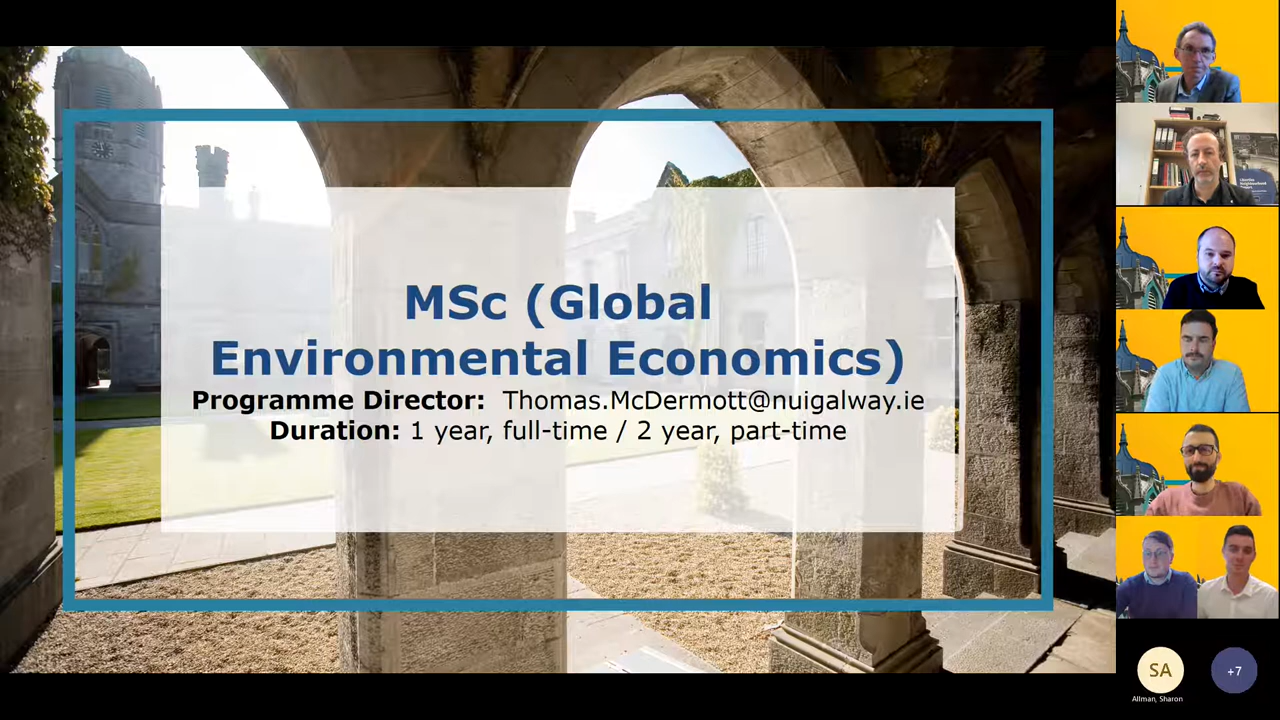 MSc (Global
Environmental Economics)
Programme Director: Thomas.McDermott@nuigalway.ie
Duration: 1 year, full-time / 2 year, part-time
SA
Allman, Sharon
+7